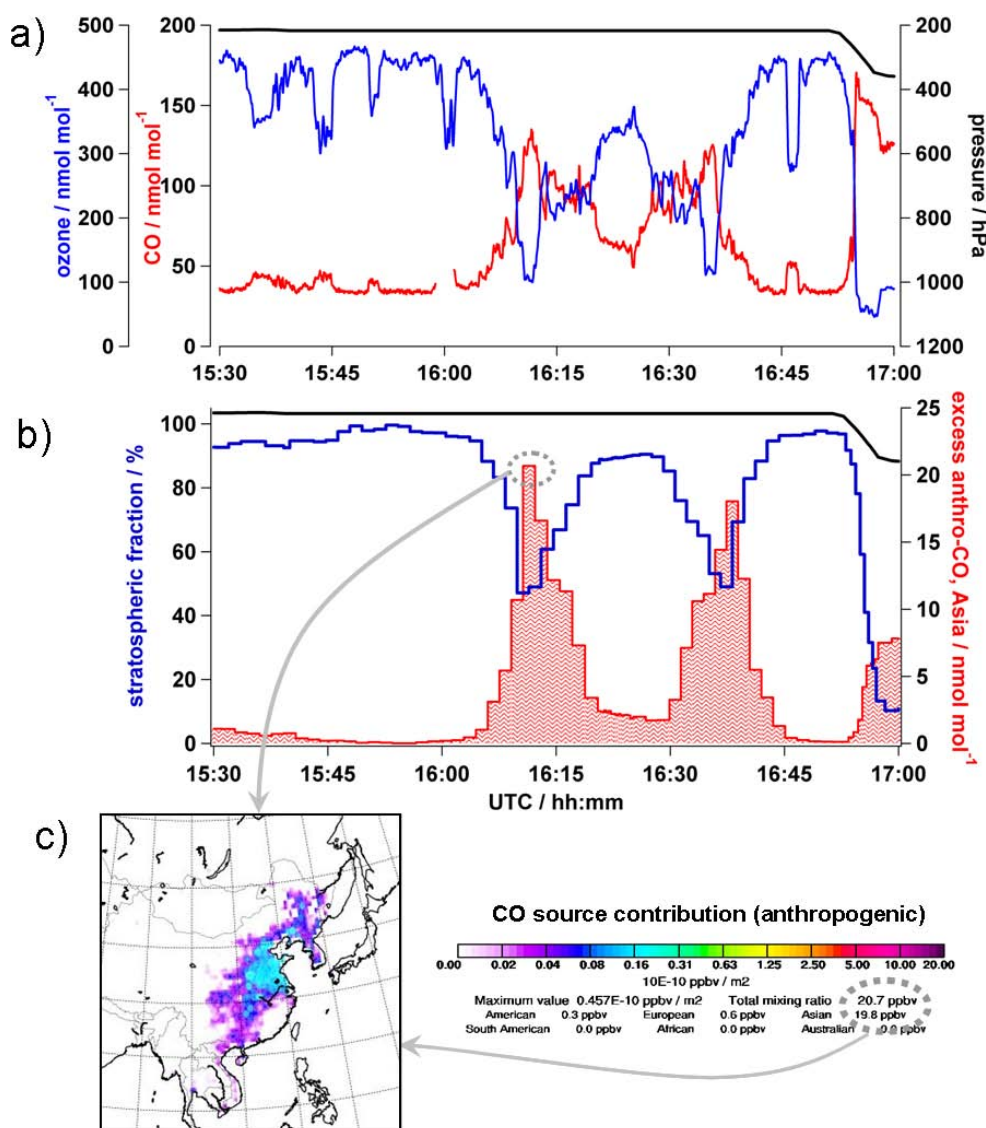 a)
500
400
300
200
100
0
ozone / nmol mol-1
200
150
100
50
0
CO / nmol mol-1
200
400
600
800
1000
1200
pressure / hPa
15:30 15:45 16:00 16:15 16:30 16:45 17:00
b)
100
80
60
40
20
0
stratospheric fraction / %
25
20
15
10
5
0
excess anthro-CO, Asia / nmol mol-1
15:30 15:45 16:00 16:15 16:30 16:45 17:00
UTC / hh:mm
c)
CO source contribution (anthropogenic)
0.00 0.02 0.04 0.08 0.16 0.31 0.63 1.25 2.50 5.00 10.00 20.00
10E-10 ppbv / m2
Maximum value 0.457E-10 ppbv / m2 Total mixing ratio 20.7 ppbv
American 0.3 ppbv European 0.6 ppbv Asian 19.8 ppbv
South American 0.0 ppbv African 0.0 ppbv Australian 0.0 ppbv